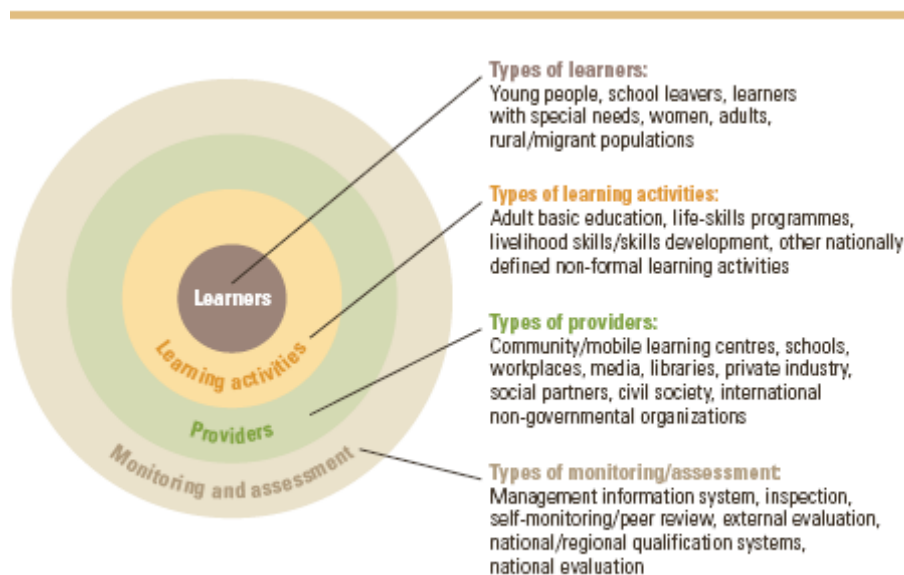 Types of learners:
Young people, school leavers, learners
with special needs, women, adults,
rural/migrant populations
Types of learning activities:
Adult basic education, life-skills programmes,
livelihood skills/skills development, other nationally
defined non-formal learning activities
Learners
Learning activities
Providers
Monitoring and assessment
Types of providers:
Community/mobile learning centres, schools,
workplaces, media, libraries, private industry,
social partners, civil society, international
non-governmental organizations
Types of monitoring/assessment:
Management information system, inspection,
self-monitoring/peer review, external evaluation,
national/regional qualification systems,
national evaluation